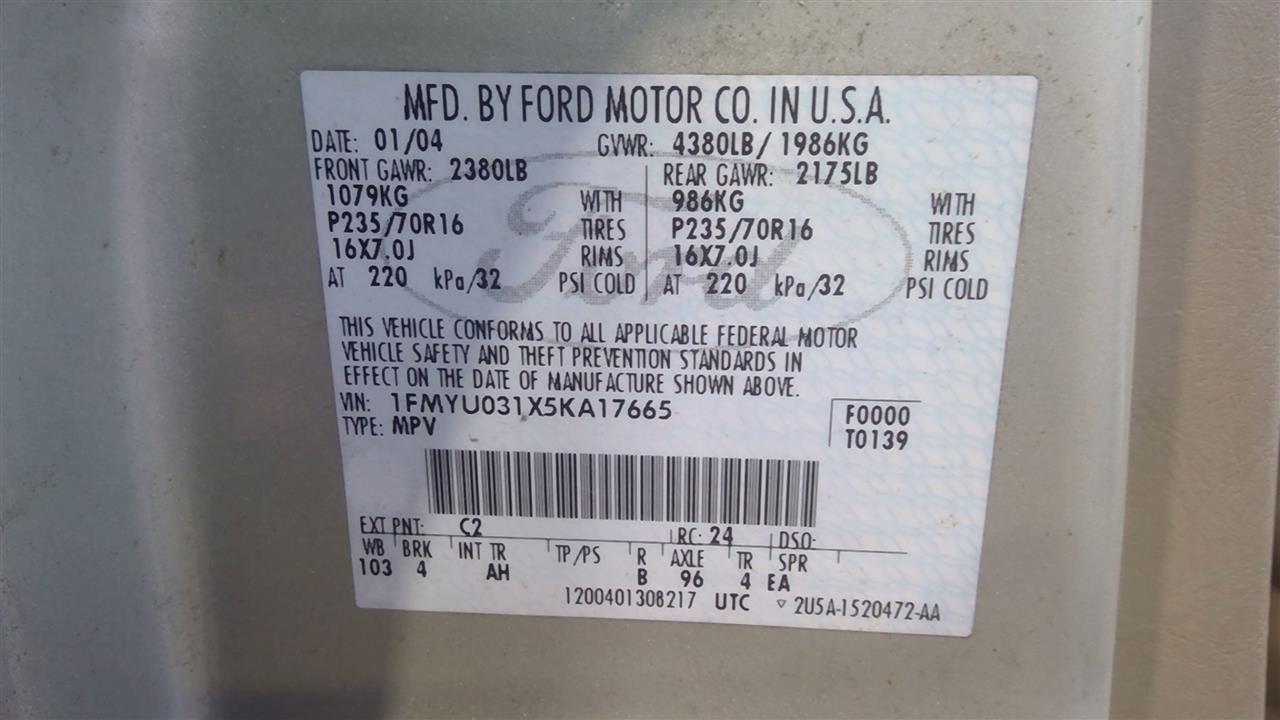 MFD. BY FORD MOTOR CO. IN U.S.A.
DATE: 01/04 GVWR: 4380LB/ 1986KG
FRONT GAWR: 2380LB REAR GAWR: 2175LB
1079KG WITH 986KG WITH
P235/70R16 TIRES P235/70R16 TIRES
16X7.0J RIMS 16X7.0J RIMS
AT 220 kPa/32 PSI COLD AT 220 kPa/32 PSI COLD
Ford
THIS VEHICLE CONFORMS TO ALL APPLICABLE FEDERAL MOTOR
VEHICLE SAFETY AND THEFT PREVENTION STANDARDS IN
EFFECT ON THE DATE OF MANUFACTURE SHOWN ABOVE.
VIN: 1FMYU031X5KA17665 F0000
TYPE: MPV T0139
EXT PNT: C2 RC: 24 DSO:
WB BRK INT TR TP/PS R AXLE TR SPR
103 4 AH B 96 4 EA
1200401308217 UTC ▽ 2U5A-1520472-AA